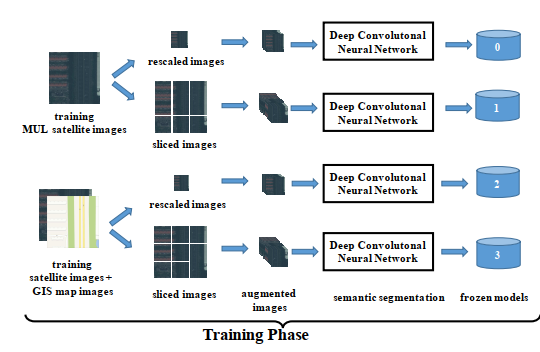 Deep Convolutonal
Neural Network
0
rescaled images
training
MUL satellite images
Deep Convolutonal
Neural Network
1
sliced images
Deep Convolutonal
Neural Network
2
rescaled images
Deep Convolutonal
Neural Network
3
training
satellite images +
GIS map images
sliced images
augmented
images
semantic segmentation
frozen models
Training Phase